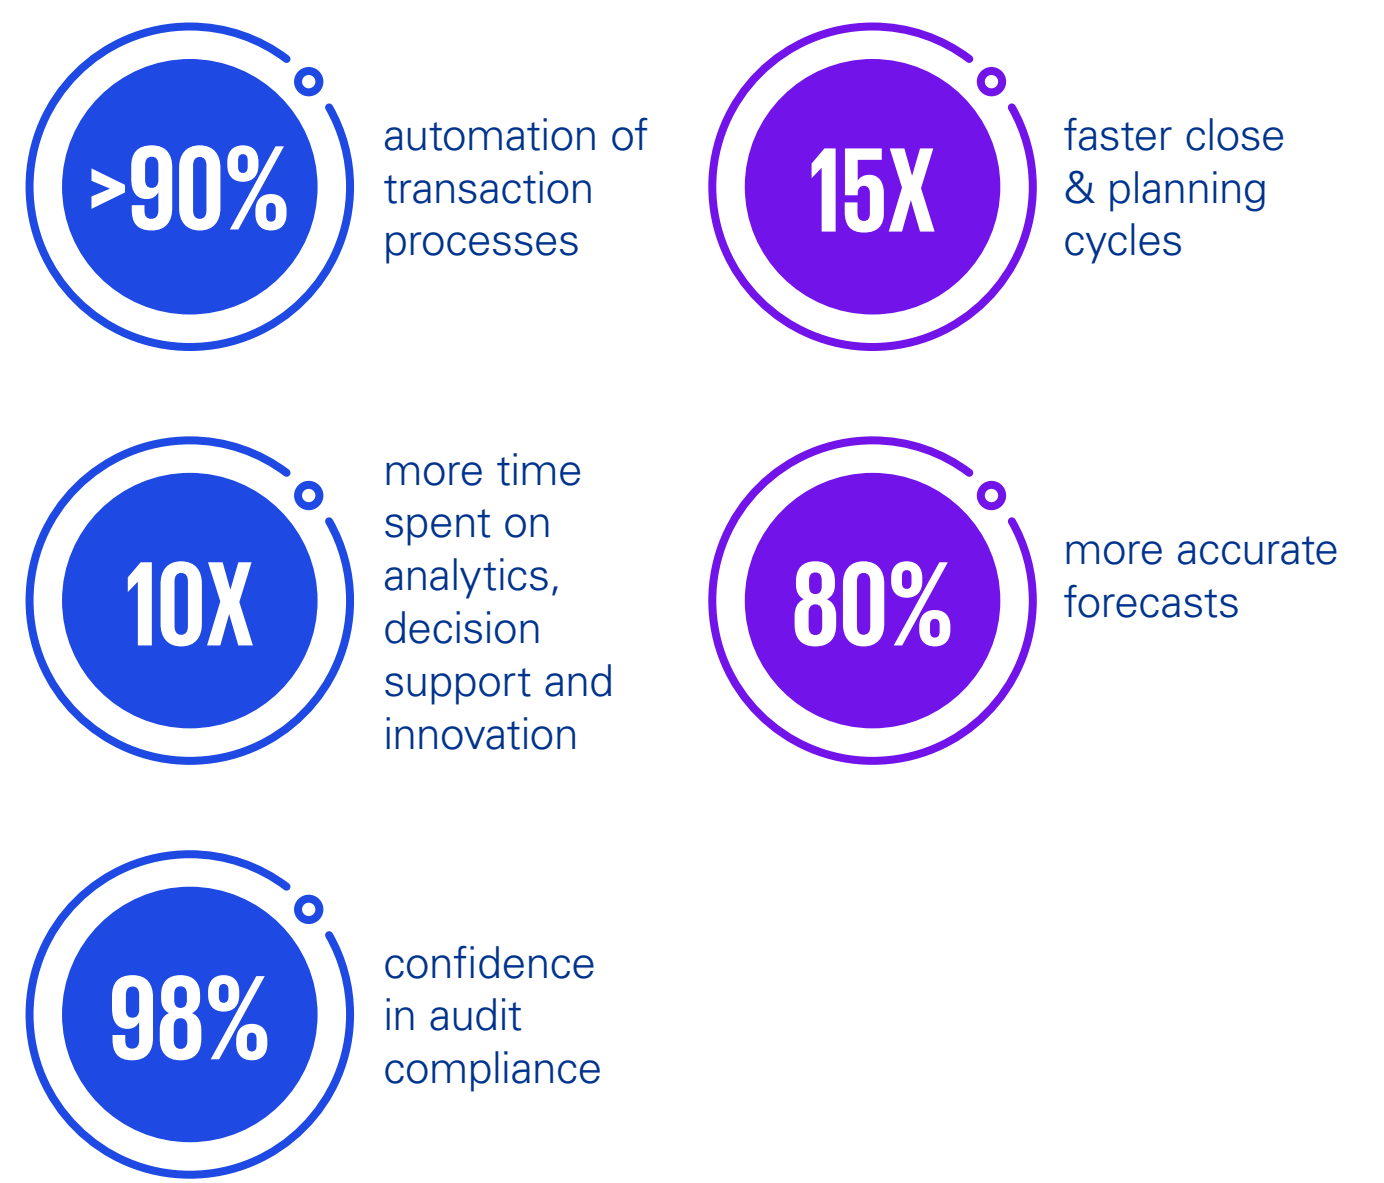 >90%
automation of
transaction
processes
15X
faster close
& planning
cycles
10X
more time
spent on
analytics,
decision
support and
innovation
80%
more accurate
forecasts
98%
confidence
in audit
compliance